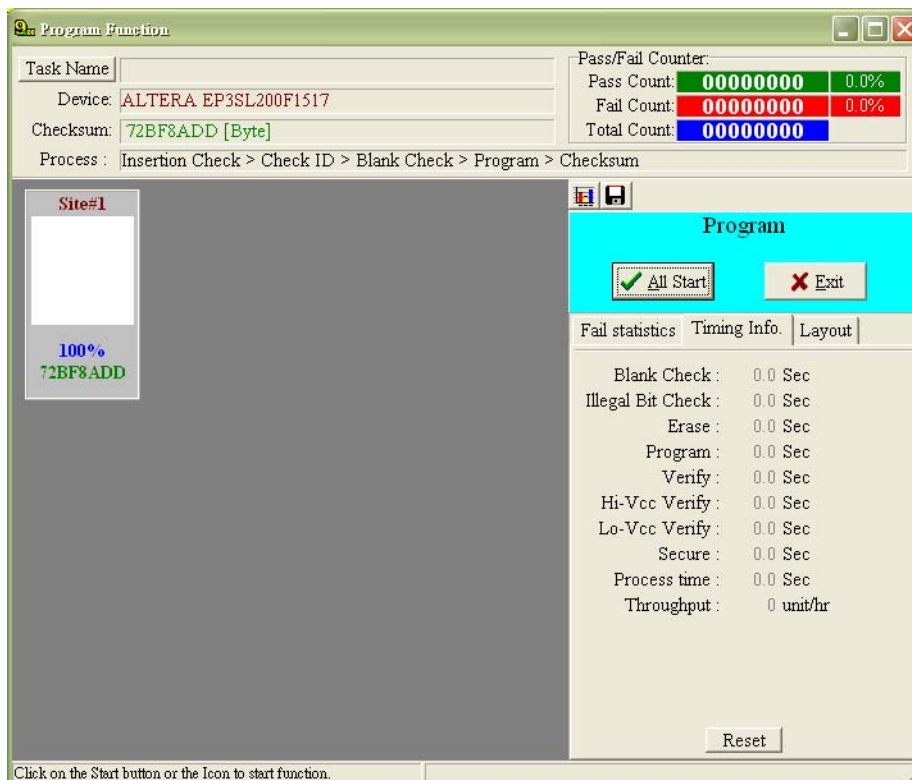 Program Function
Task Name
Device: ALTERA EP3SL200F1517
Checksum: 72BF8ADD [Byte]
Process : Insertion Check > Check ID > Blank Check > Program > Checksum
Pass/Fail Counter:
Pass Count: 00000000 0.0%
Fail Count: 00000000 0.0%
Total Count: 00000000
Site#1
100%
72BF8ADD
Program
All Start
Exit
Fail statistics Timing Info. Layout
Blank Check : 0.0 Sec
Illegal Bit Check : 0.0 Sec
Erase : 0.0 Sec
Program : 0.0 Sec
Verify : 0.0 Sec
Hi-Vcc Verify : 0.0 Sec
Lo-Vcc Verify : 0.0 Sec
Secure : 0.0 Sec
Process time : 0.0 Sec
Throughput : 0 unit/hr
Reset
Click on the Start button or the Icon to start function.